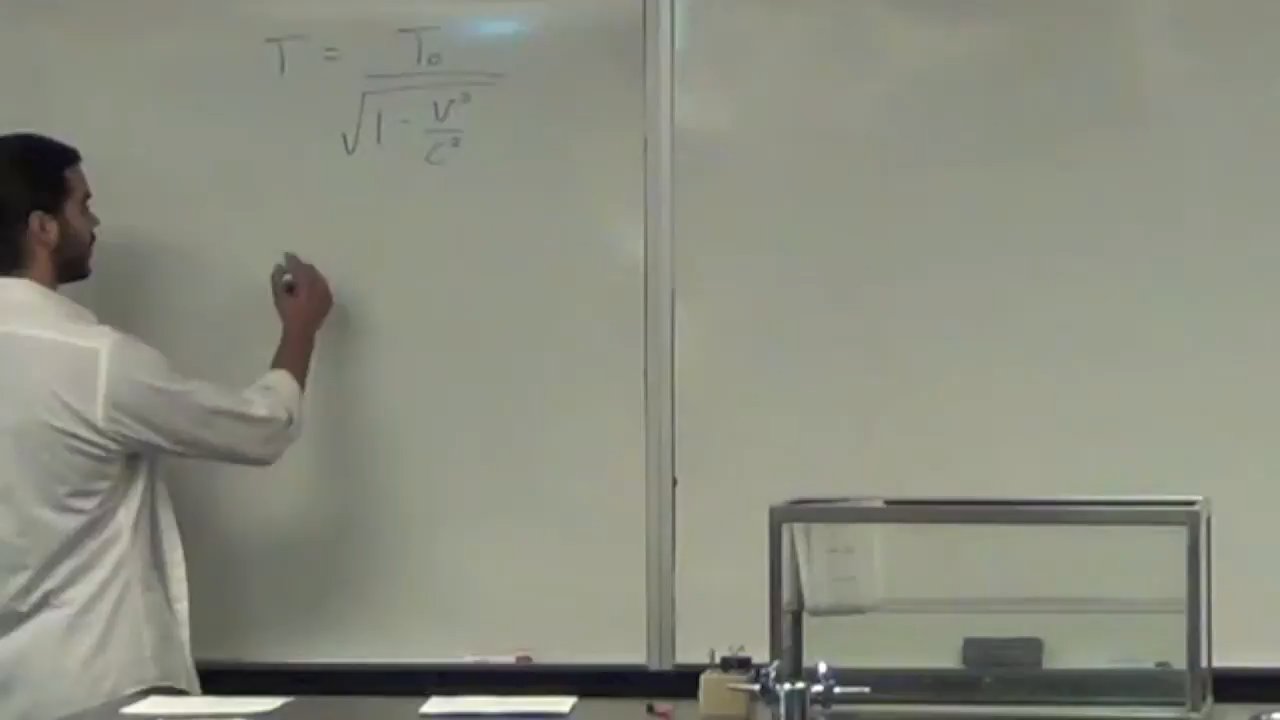 T = T₀ / √(1 - v²/c²)